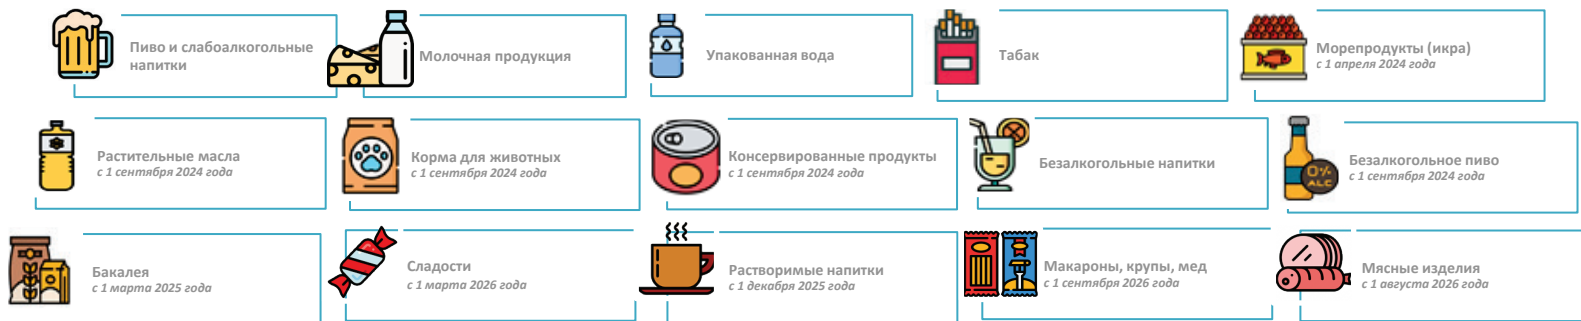 Пиво и слабоалкогольные
напитки
Молочная продукция
Упакованная вода
Табак
Морепродукты (икра)
с 1 апреля 2024 года
Растительные масла
с 1 сентября 2024 года
Корма для животных
с 1 сентября 2024 года
Консервированные продукты
с 1 сентября 2024 года
Безалкогольные напитки
Безалкогольное пиво
с 1 сентября 2024 года
0%
ALC
Бакалея
с 1 марта 2025 года
Сладости
с 1 марта 2026 года
Растворимые напитки
с 1 декабря 2025 года
Макароны, крупы, мед
с 1 сентября 2026 года
Мясные изделия
с 1 августа 2026 года